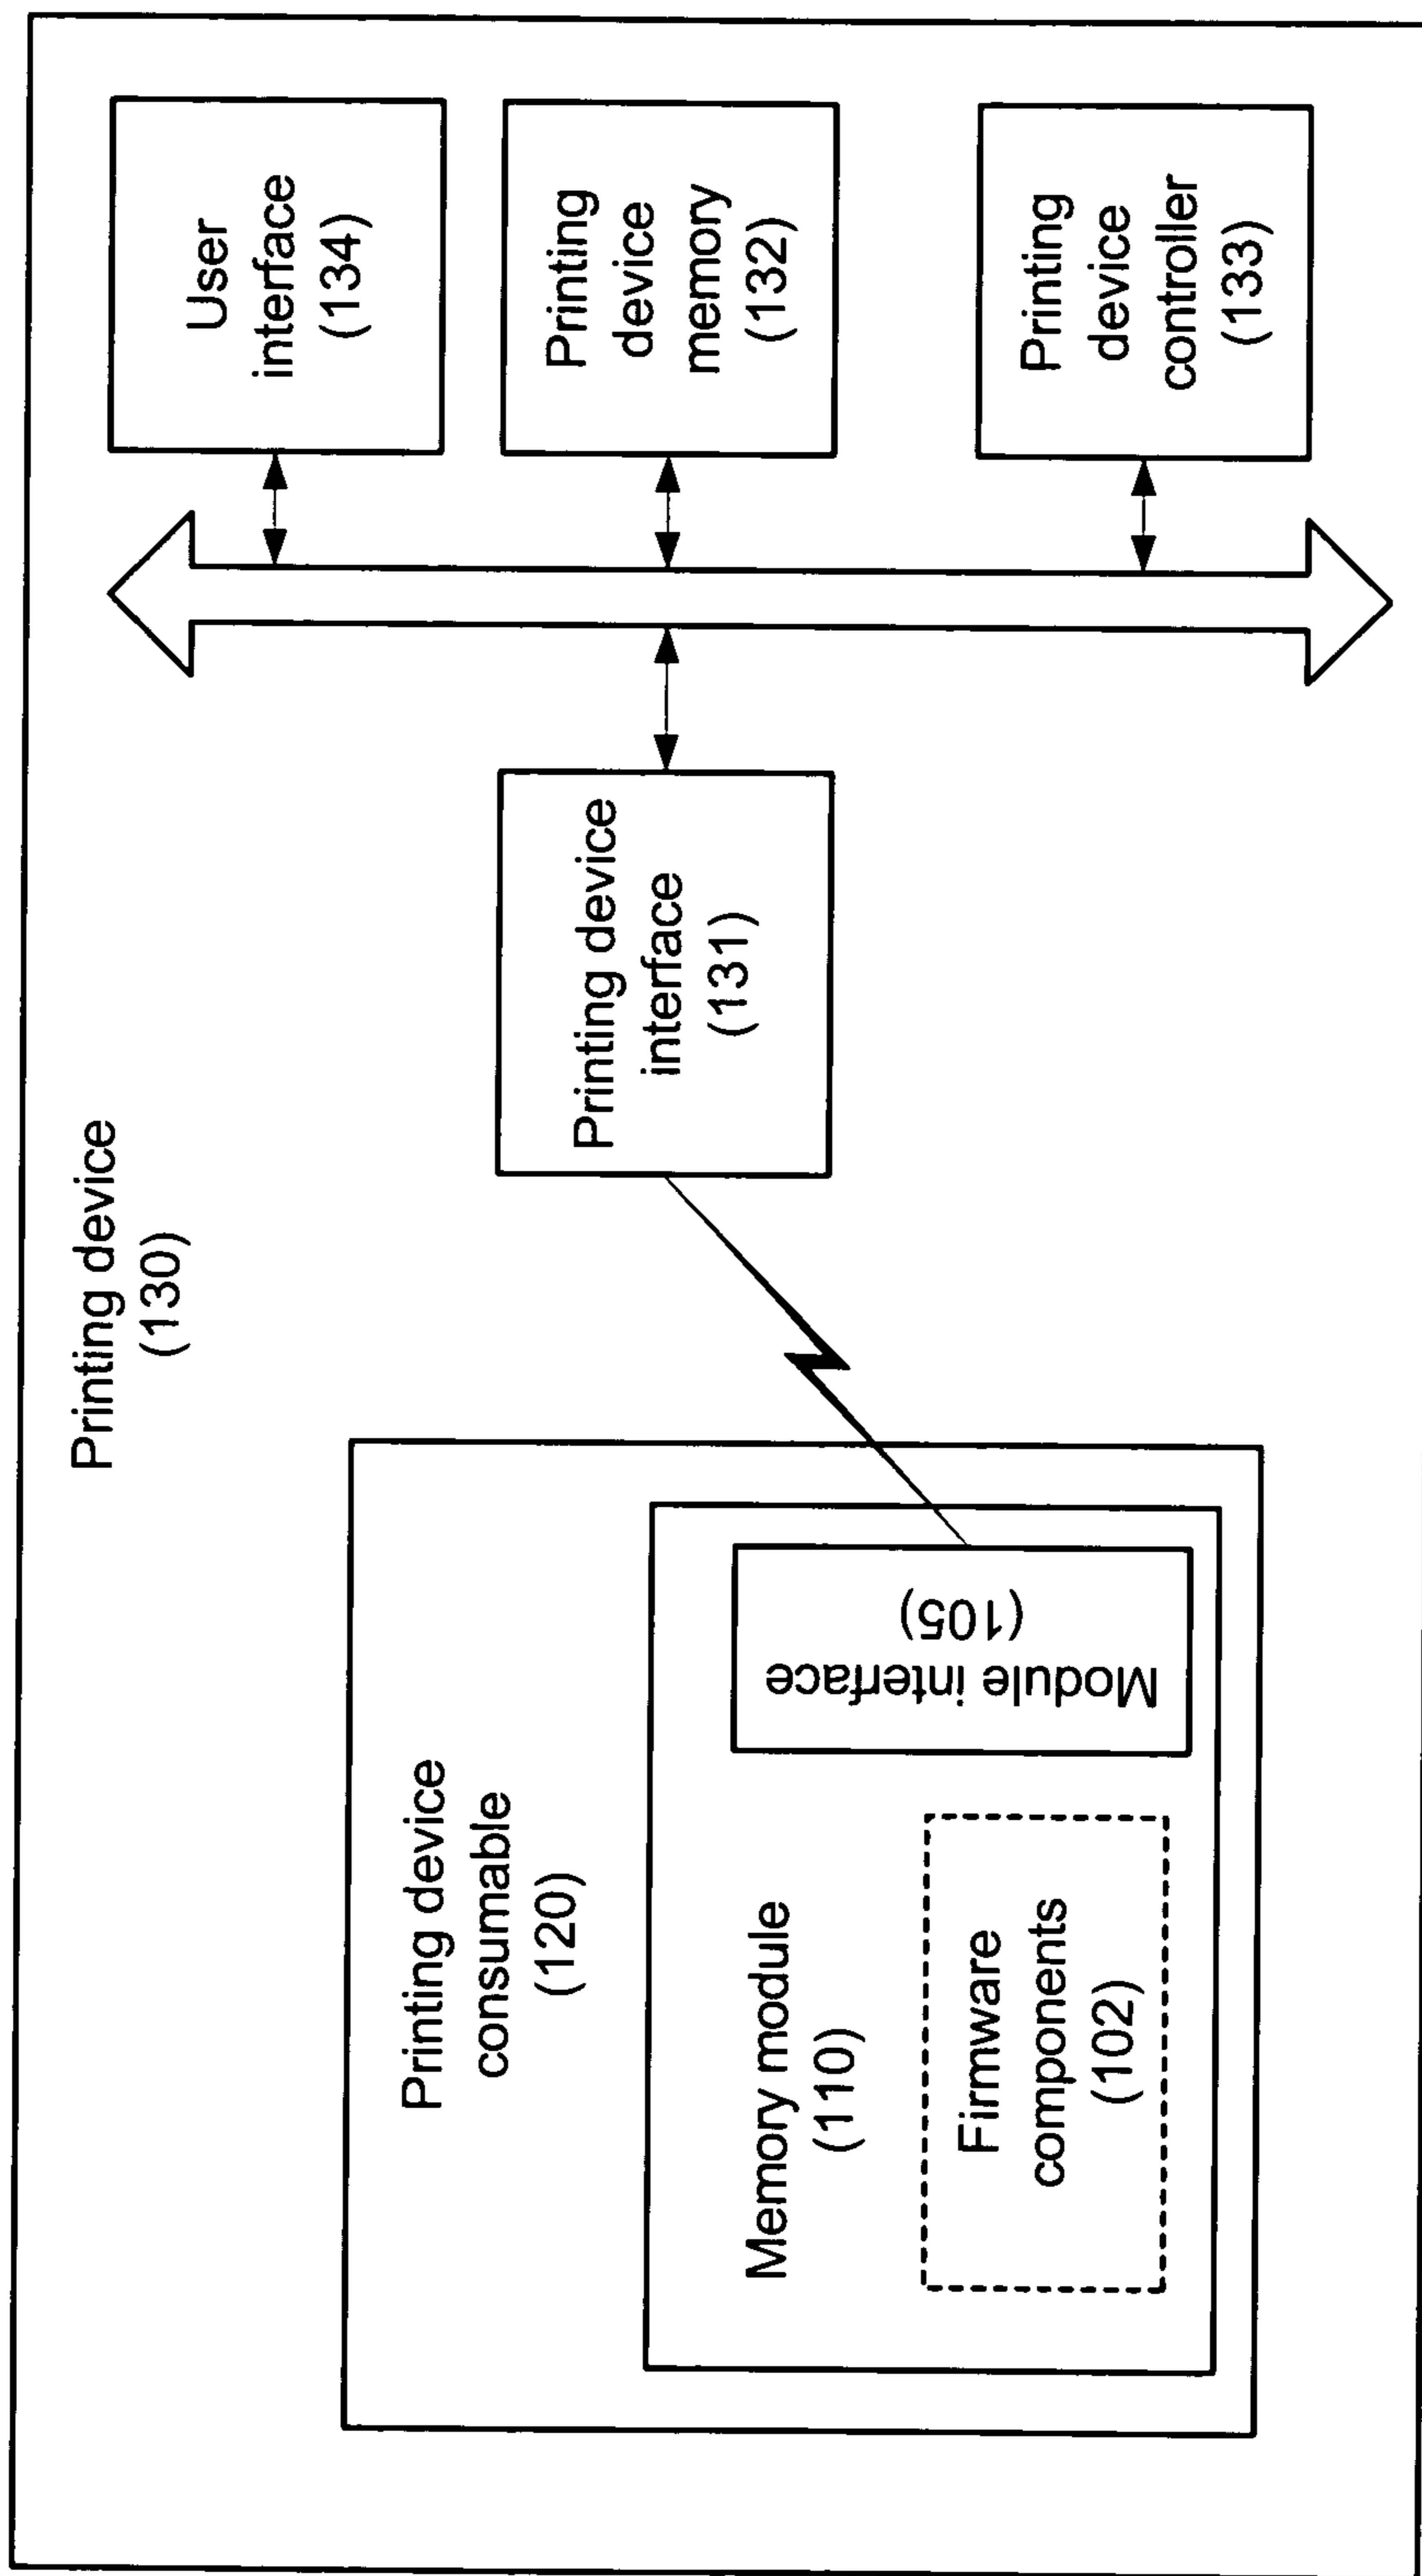 Printing device
(130)
Printing device
consumable
(120)
Memory module
(110)
Firmware
components
(102)
Module interface
(105)
Printing device
interface
(131)
User
interface
(134)
Printing
device
memory
(132)
Printing
device
controller
(133)